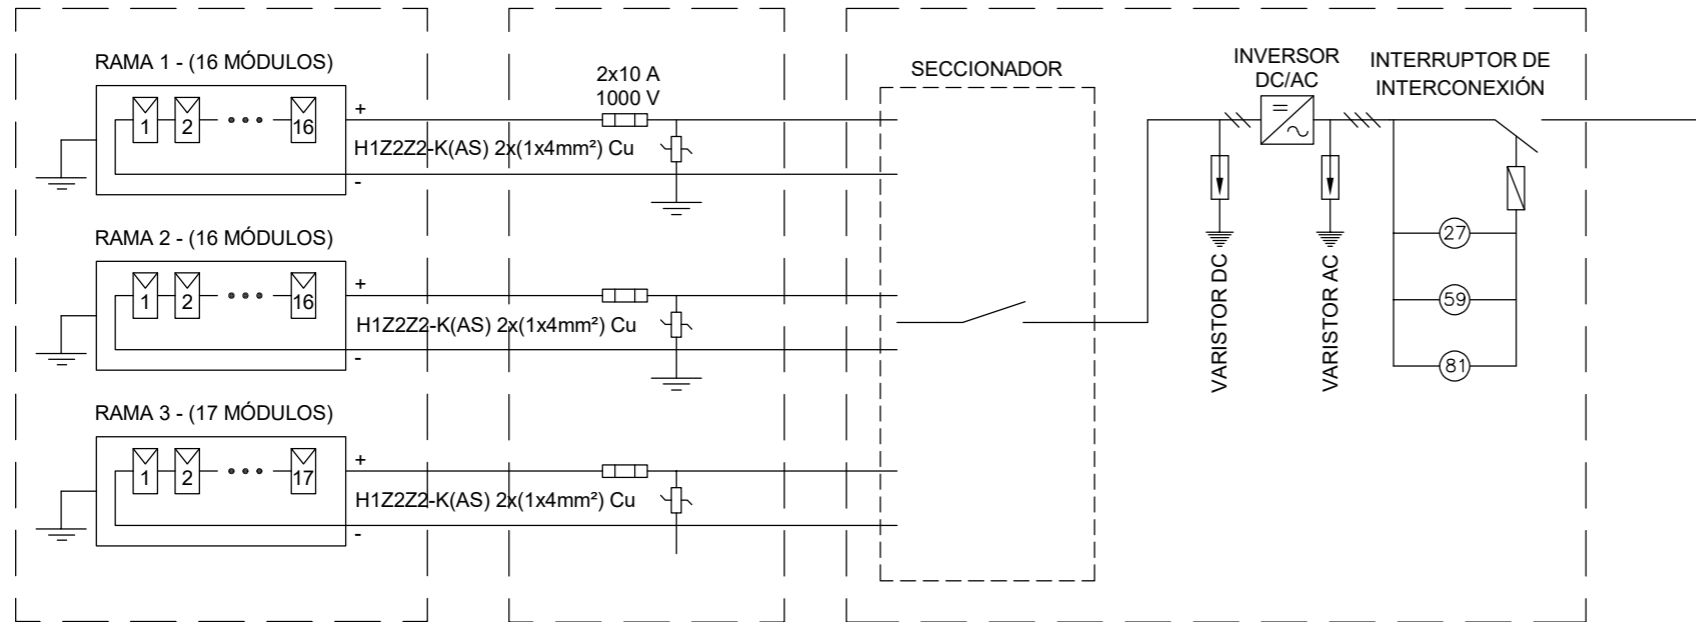 RAMA 1 - (16 MÓDULOS)
1 2 16
+
-
H1Z2Z2-K(AS) 2x(1x4mm²) Cu
2x10 A
1000 V
RAMA 2 - (16 MÓDULOS)
1 2 16
+
-
H1Z2Z2-K(AS) 2x(1x4mm²) Cu
RAMA 3 - (17 MÓDULOS)
1 2 17
+
-
H1Z2Z2-K(AS) 2x(1x4mm²) Cu
SECCIONADOR
INVERSOR
DC/AC
INTERRUPTOR DE
INTERCONEXIÓN
VARISTOR DC
VARISTOR AC
27
59
81